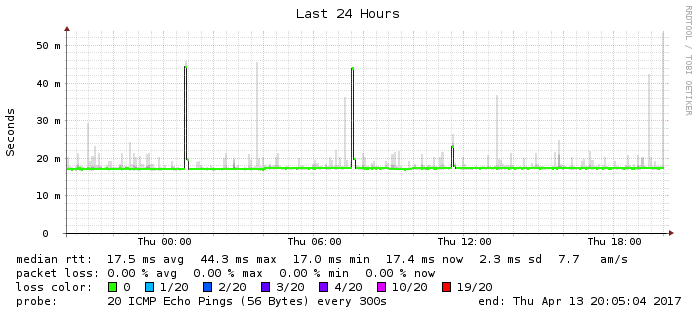 Last 24 Hours
RRDTOOL / TOBI OETIKER
Seconds
50 m
40 m
30 m
20 m
10 m
0
Thu 00:00 Thu 06:00 Thu 12:00 Thu 18:00
median rtt: 17.5 ms avg 44.3 ms max 17.0 ms min 17.4 ms now 2.3 ms sd 7.7 am/s
packet loss: 0.00 % avg 0.00 % max 0.00 % min 0.00 % now
loss color: 0 1/20 2/20 3/20 4/20 10/20 19/20
probe: 20 ICMP Echo Pings (56 Bytes) every 300s end: Thu Apr 13 20:05:04 2017